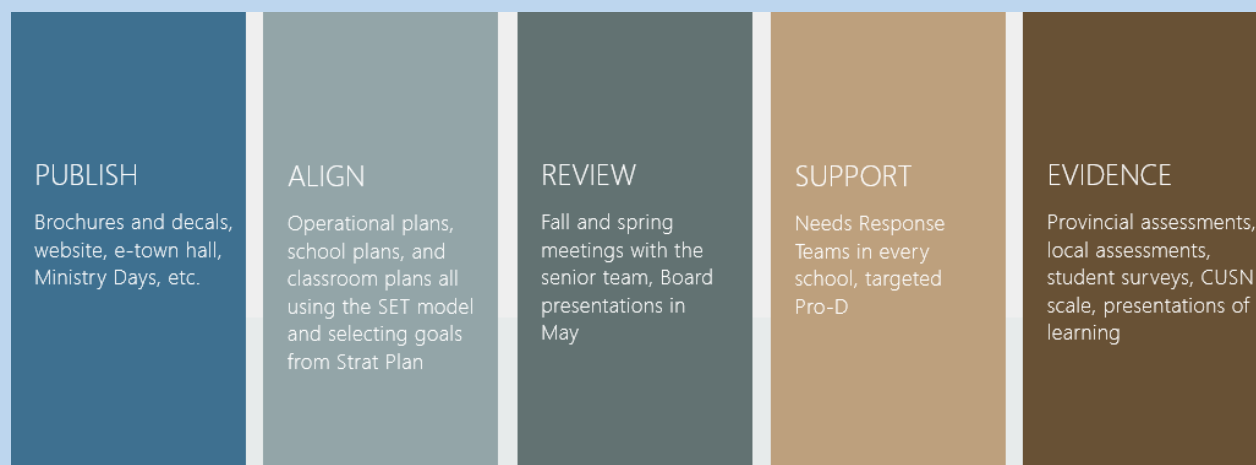 PUBLISH
Brochures and decals,
website, e-town hall,
Ministry Days, etc.
ALIGN
Operational plans,
school plans, and
classroom plans all
using the SET model
and selecting goals
from Strat Plan
REVIEW
Fall and spring
meetings with the
senior team, Board
presentations in
May
SUPPORT
Needs Response
Teams in every
school, targeted
Pro-D
EVIDENCE
Provincial assessments,
local assessments,
student surveys, CUSN
scale, presentations of
learning